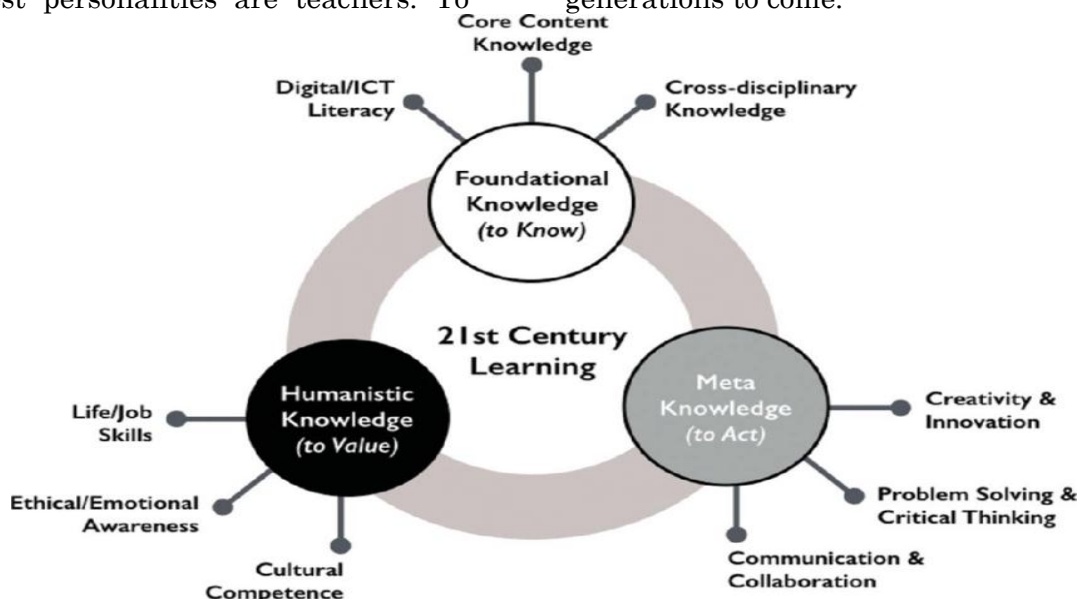 st personalities are teachers. To
generations to come.
Core Content
Knowledge
Digital/ICT
Literacy
Cross-disciplinary
Knowledge
Foundational
Knowledge
(to Know)
21st Century
Learning
Humanistic
Knowledge
(to Value)
Meta
Knowledge
(to Act)
Life/Job
Skills
Ethical/Emotional
Awareness
Cultural
Competence
Creativity &
Innovation
Problem Solving &
Critical Thinking
Communication &
Collaboration